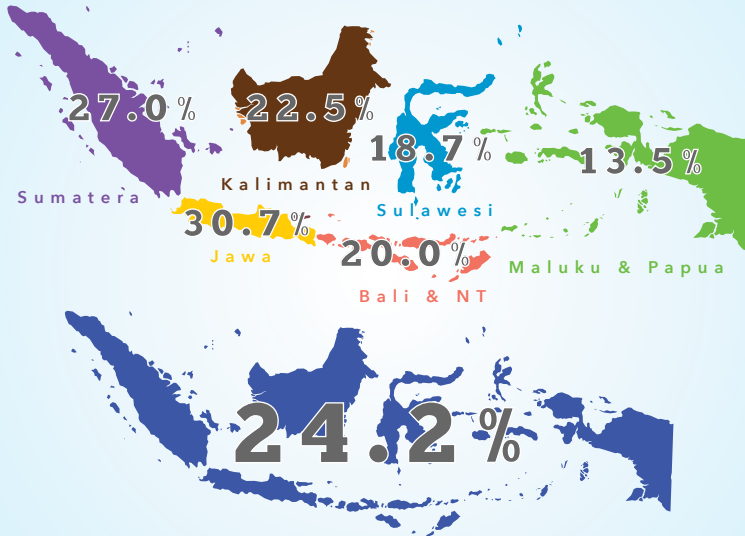 27.0%
22.5%
18.7%
13.5%
Sumatera
Kalimantan
Sulawesi
30.7%
20.0%
Jawa
Maluku & Papua
Bali & NT
24.2%